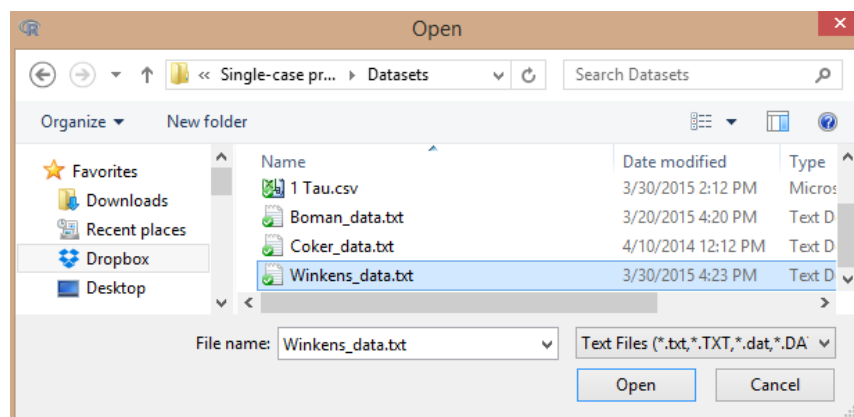 R
Open
« Single-case pr... Datasets
Search Datasets
Organize
New folder
Name
Date modified
Type
Favorites
Downloads
Recent places
Dropbox
Desktop
1 Tau.csv
3/30/2015 2:12 PM
Micros
Boman_data.txt
3/20/2015 4:20 PM
Text D
Coker_data.txt
4/10/2014 12:12 PM
Text D
Winkens_data.txt
3/30/2015 4:23 PM
Text D
File name:
Winkens_data.txt
Text Files (*.txt,*.TXT,*.dat,*.DA
Open
Cancel